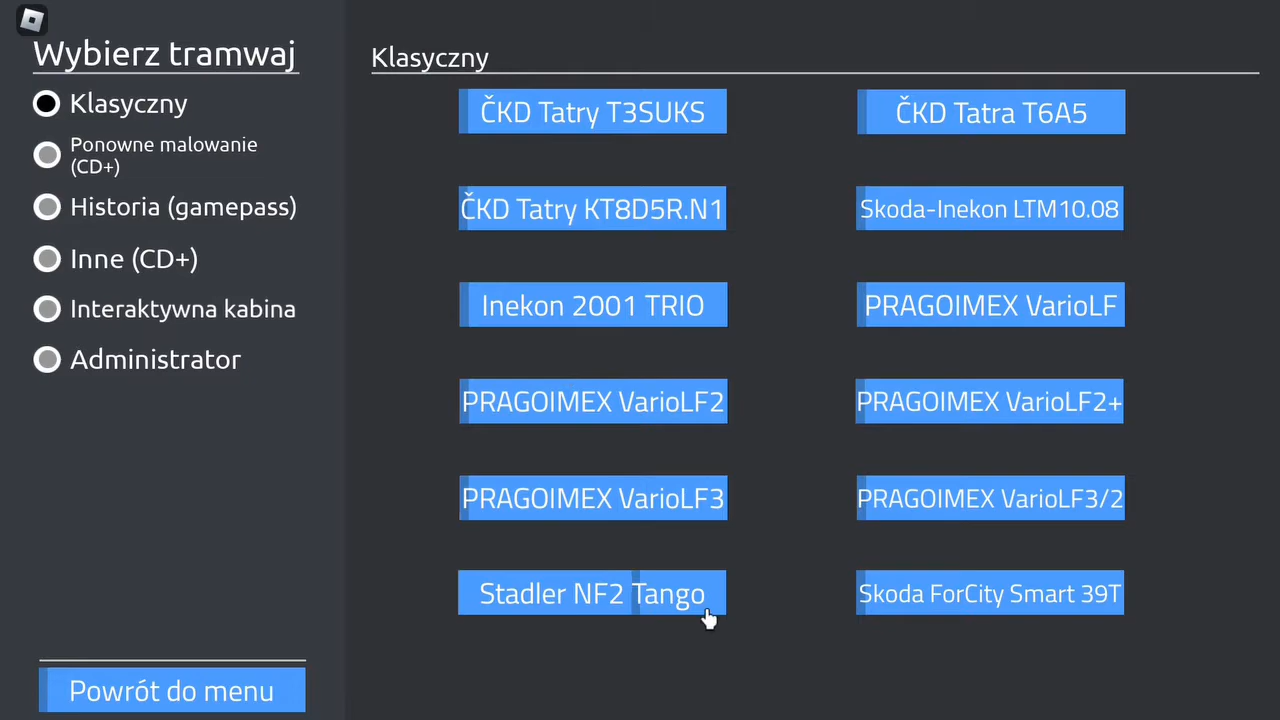 Wybierz tramwaj
Klasyczny
Ponowne malowanie
(CD+)
Historia (gamepass)
Inne (CD+)
Interaktywna kabina
Administrator
Powrót do menu
Klasyczny
ČKD Tatry T3SUKS
ČKD Tatra T6A5
ČKD Tatry KT8D5R.N1
Skoda-Inekon LTM10.08
Inekon 2001 TRIO
PRAGOIMEX VarioLF
PRAGOIMEX VarioLF2
PRAGOIMEX VarioLF2+
PRAGOIMEX VarioLF3
PRAGOIMEX VarioLF3/2
Stadler NF2 Tango
Skoda ForCity Smart 39T